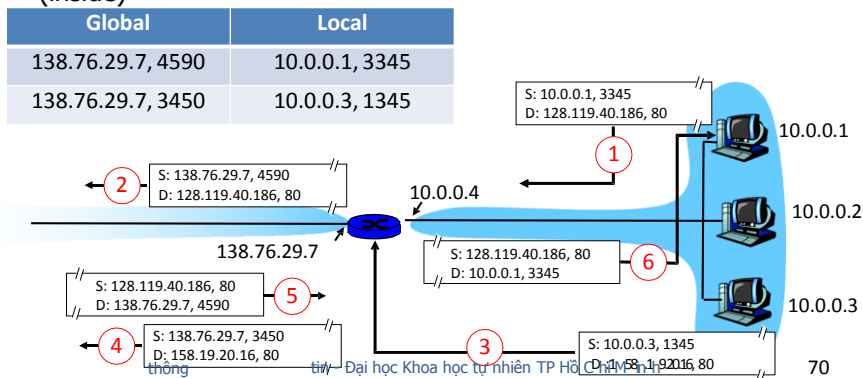 (inside)
Global Local
138.76.29.7, 4590 10.0.0.1, 3345
138.76.29.7, 3450 10.0.0.3, 1345
S: 10.0.0.1, 3345
D: 128.119.40.186, 80
10.0.0.1
1
2
S: 138.76.29.7, 4590
D: 128.119.40.186, 80
10.0.0.4
10.0.0.2
138.76.29.7
S: 128.119.40.186, 80
D: 10.0.0.1, 3345
6
S: 128.119.40.186, 80
D: 138.76.29.7, 4590
5
10.0.0.3
4
S: 138.76.29.7, 3450
D: 158.19.20.16, 80
3
S: 10.0.0.3, 1345
D: 80
thông tin - Đại học Khoa học tự nhiên TP Hồ
70